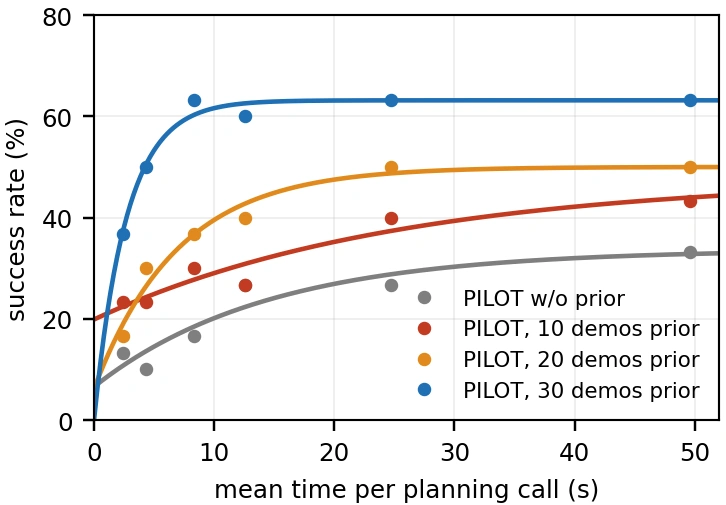 80
60
40
20
0
success rate (%)
0 10 20 30 40 50
mean time per planning call (s)
PILOT w/o prior
PILOT, 10 demos prior
PILOT, 20 demos prior
PILOT, 30 demos prior